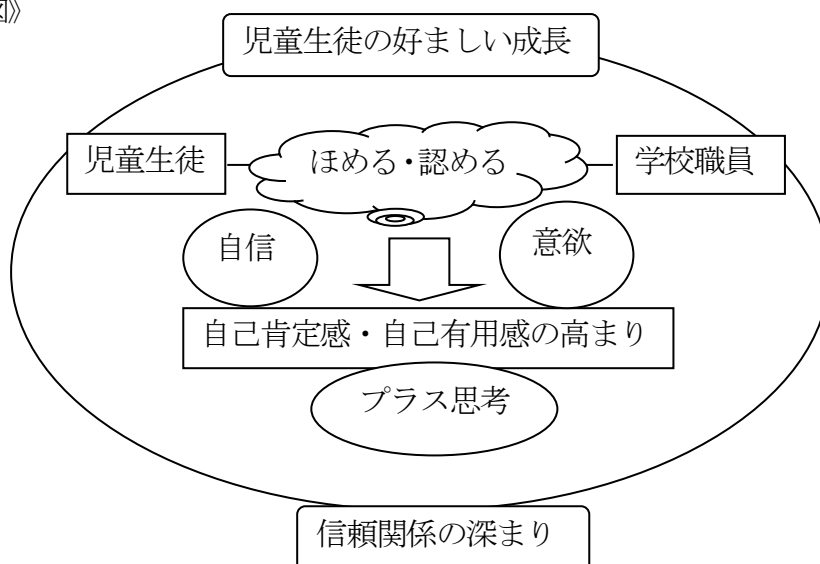 図》
児童生徒の好ましい成長
児童生徒
ほめる・認める
学校職員
自信
意欲
自己肯定感・自己有用感の高まり
プラス思考
信頼関係の深まり